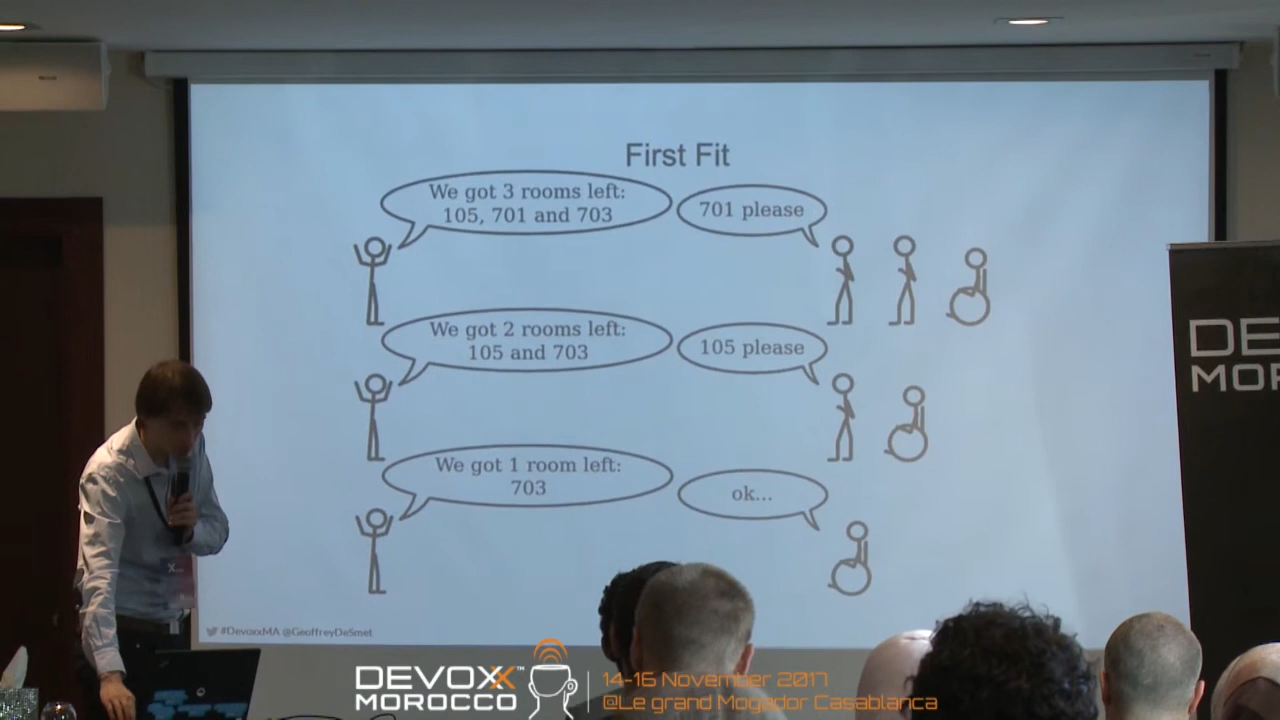 First Fit
We got 3 rooms left:
105, 701 and 703
701 please
We got 2 rooms left:
105 and 703
105 please
We got 1 room left:
703
ok...
#DevoxxMA @GeoffreyDeSmet
DEVOXX™
MOROCCO
14-16 November 2017
@Le grand Mogador Casablanca
DE
MOR
X...